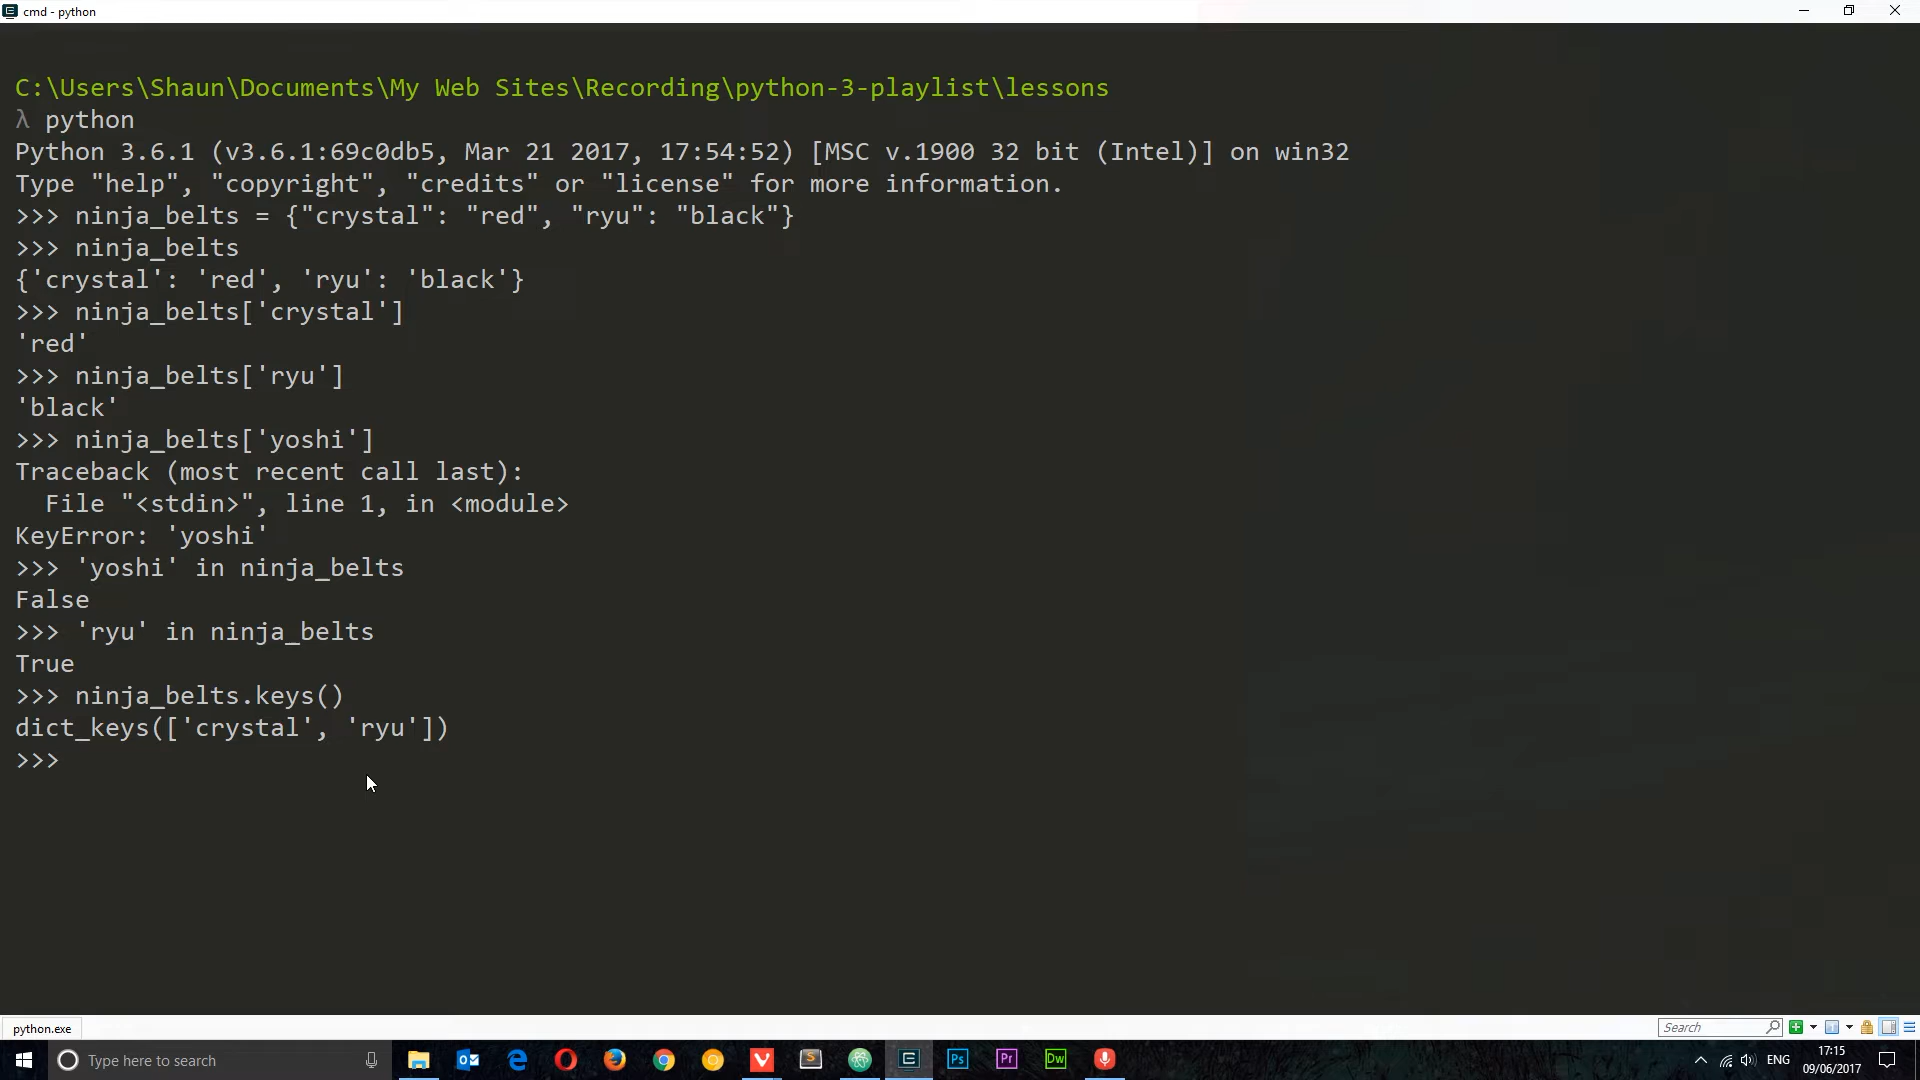 cmd - python
C:\Users\Shaun\Documents\My Web Sites\Recording\python-3-playlist\lessons
λ python
Python 3.6.1 (v3.6.1:69c0db5, Mar 21 2017, 17:54:52) [MSC v.1900 32 bit (Intel)] on win32
Type "help", "copyright", "credits" or "license" for more information.
>>> ninja_belts = {"crystal": "red", "ryu": "black"}
>>> ninja_belts
{'crystal': 'red', 'ryu': 'black'}
>>> ninja_belts['crystal']
'red'
>>> ninja_belts['ryu']
'black'
>>> ninja_belts['yoshi']
Traceback (most recent call last):
  File "<stdin>", line 1, in <module>
KeyError: 'yoshi'
>>> 'yoshi' in ninja_belts
False
>>> 'ryu' in ninja_belts
True
>>> ninja_belts.keys()
dict_keys(['crystal', 'ryu'])
>>>
python.exe
Search
Type here to search
Ps
Pr
Dw
ENG
17:15
09/06/2017